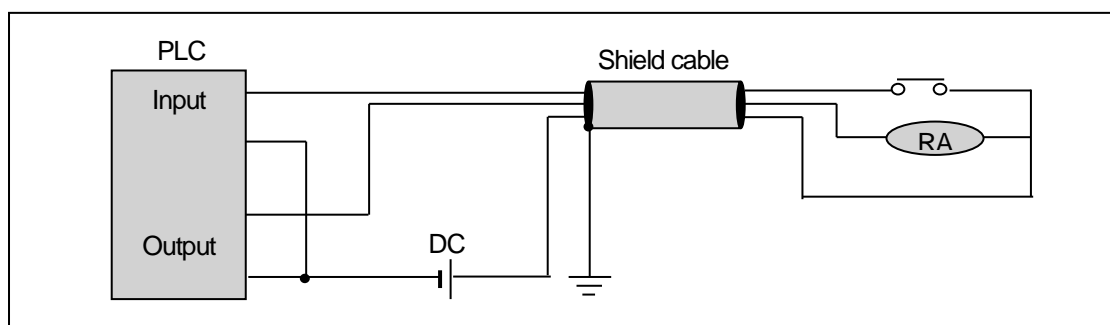 PLC
Shield cable
Input
RA
Output
DC